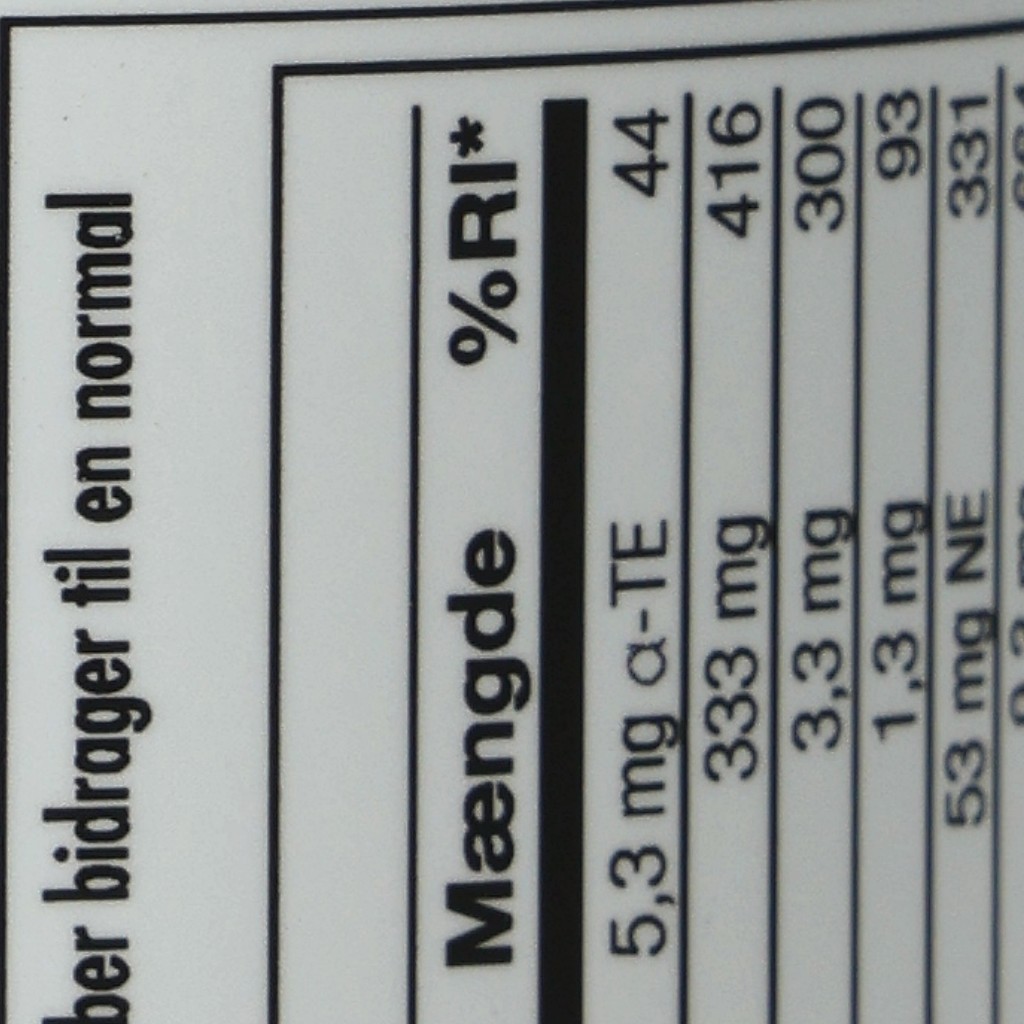 ber bidrager til en normal
Mængde %RI*
5,3 mg α-TE 44
333 mg 416
3,3 mg 300
1,3 mg 93
53 mg NE 331